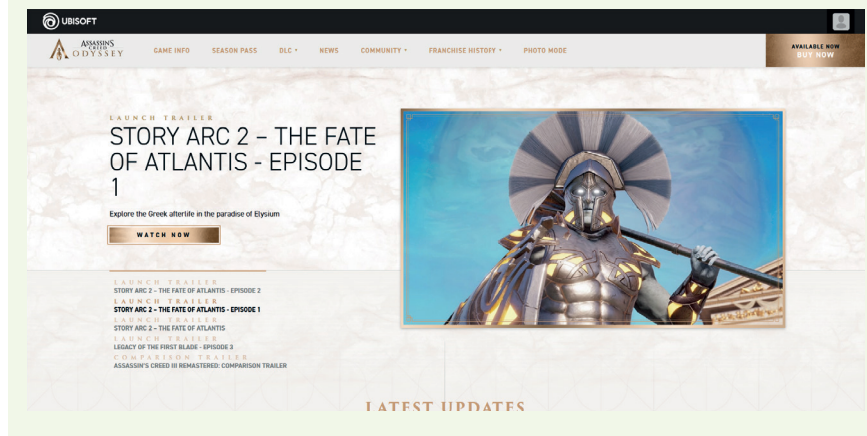 UBISOFT
ASSASSIN'S
CREED
ODYSSEY
GAME INFO
SEASON PASS
DLC
NEWS
COMMUNITY
FRANCHISE HISTORY
PHOTO MODE
AVAILABLE NOW
BUY NOW
LAUNCH TRAILER
STORY ARC 2 – THE FATE
OF ATLANTIS - EPISODE
1
Explore the Greek afterlife in the paradise of Elysium
WATCH NOW
LAUNCH TRAILER
STORY ARC 2 – THE FATE OF ATLANTIS - EPISODE 2
LAUNCH TRAILER
STORY ARC 2 – THE FATE OF ATLANTIS - EPISODE 1
LAUNCH TRAILER
STORY ARC 2 – THE FATE OF ATLANTIS
LAUNCH TRAILER
LEGACY OF THE FIRST BLADE - EPISODE 3
COMPARISON TRAILER
ASSASSIN'S CREED III REMASTERED: COMPARISON TRAILER
LATEST UPDATES